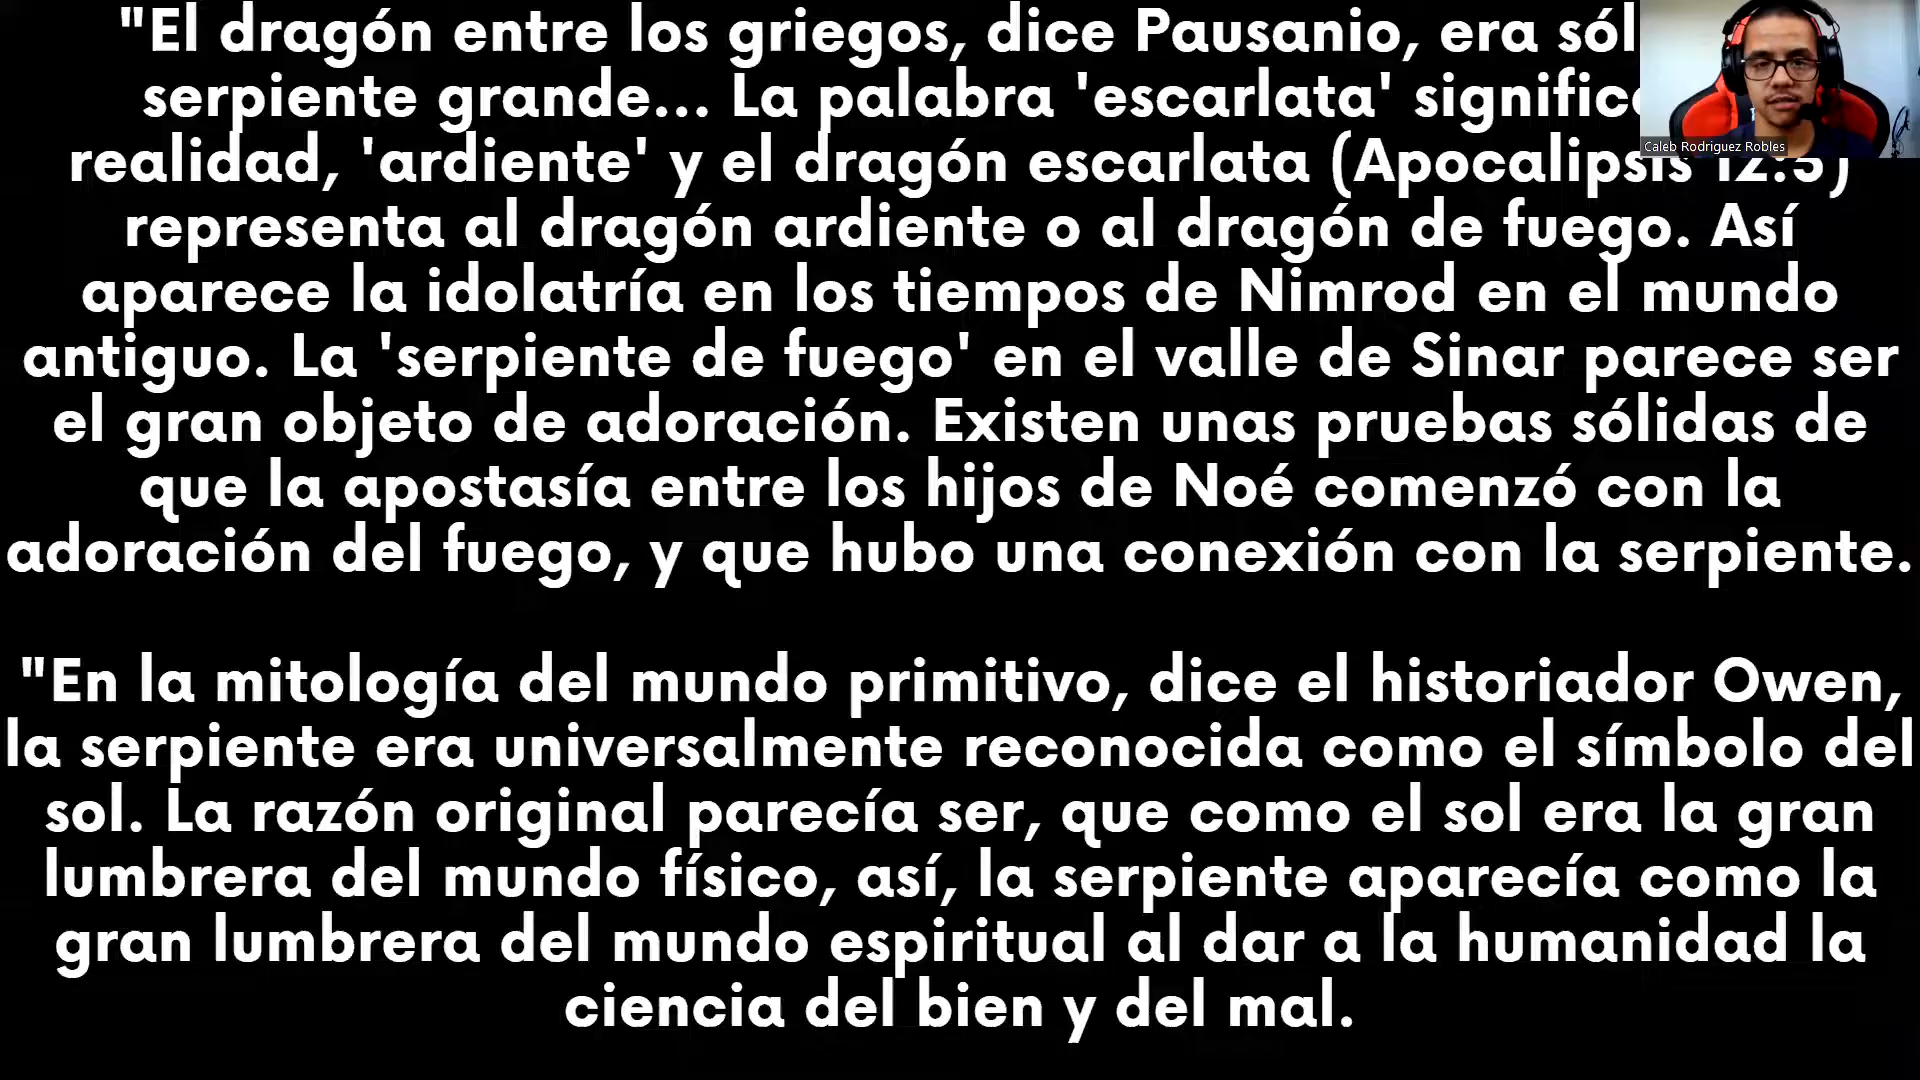 "El dragón entre los griegos, dice Pausanio, era
serpiente grande... La palabra 'escarlata'
realidad, 'ardiente' y el dragón escarlata (Apocalipsis 12:3)
representa al dragón ardiente o al dragón de fuego. Así
aparece la idolatría en los tiempos de Nimrod en el mundo
antiguo. La 'serpiente de fuego' en el valle de Sinar parece ser
el gran objeto de adoración. Existen unas pruebas sólidas de
que la apostasía entre los hijos de Noé comenzó con la
adoración del fuego, y que hubo una conexión con la serpiente.
"En la mitología del mundo primitivo, dice el historiador Owen,
la serpiente era universalmente reconocida como el símbolo del
sol. La razón original parecía ser, que como el sol era la gran
lumbrera del mundo físico, así, la serpiente aparecía como la
gran lumbrera del mundo espiritual al dar a la humanidad la
ciencia del bien y del mal.
Caleb Rodriguez Robles